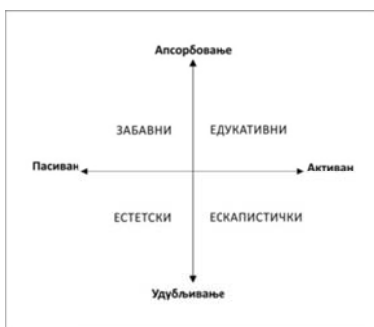 Апсорбовање
ЗАБАВНИ ЕДУКАТИВНИ
Пасиван Активан
ЕСТЕТСКИ ЕСКАПИСТИЧКИ
Удубљивање